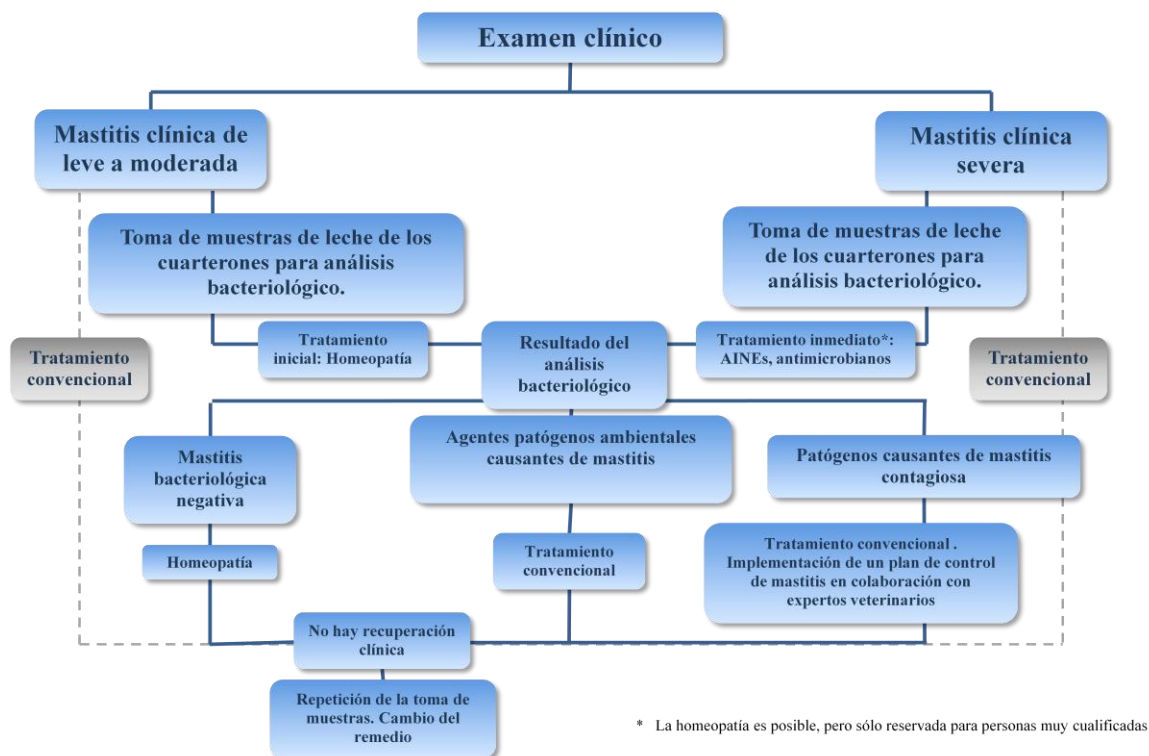 Examen clínico
Mastitis clínica de
leve a moderada
Mastitis clínica
severa
Toma de muestras de leche de los
cuarterones para análisis
bacteriológico.
Toma de muestras de leche
de los cuarterones para
análisis bacteriológico.
Tratamiento
convencional
Tratamiento
inicial: Homeopatía
Resultado del
análisis
bacteriológico
Tratamiento inmediato*:
AINEs, antimicrobianos
Tratamiento
convencional
Mastitis
bacteriológica
negativa
Agentes patógenos ambientales
causantes de mastitis
Patógenos causantes de mastitis
contagiosa
Homeopatía
Tratamiento
convencional
Tratamiento convencional .
Implementación de un plan de control
de mastitis en colaboración con
expertos veterinarios
No hay recuperación
clínica
Repetición de la toma de
muestras. Cambio del
remedio
* La homeopatía es posible, pero sólo reservada para personas muy cualificadas